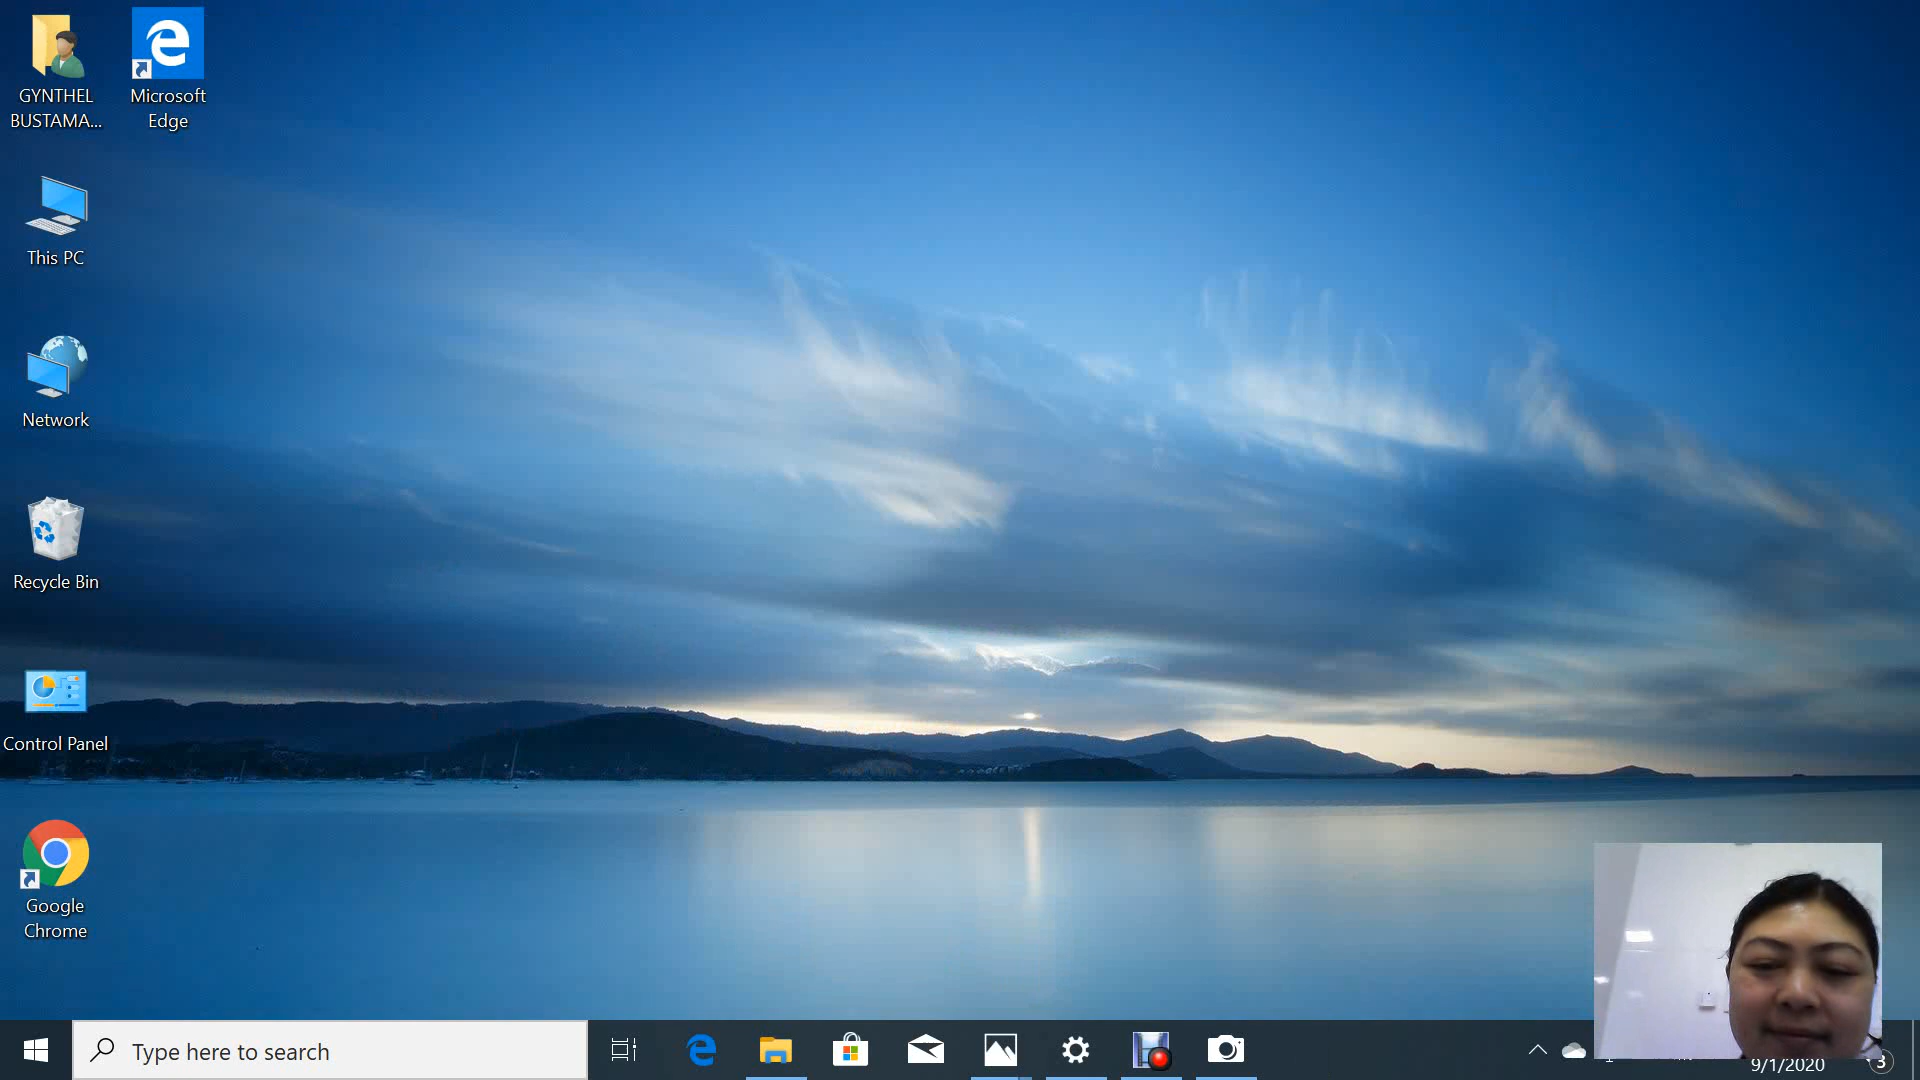 GYNTHEL
BUSTAMA...
Microsoft
Edge
This PC
Network
Recycle Bin
Control Panel
Google
Chrome
Type here to search
9/1/2020
3